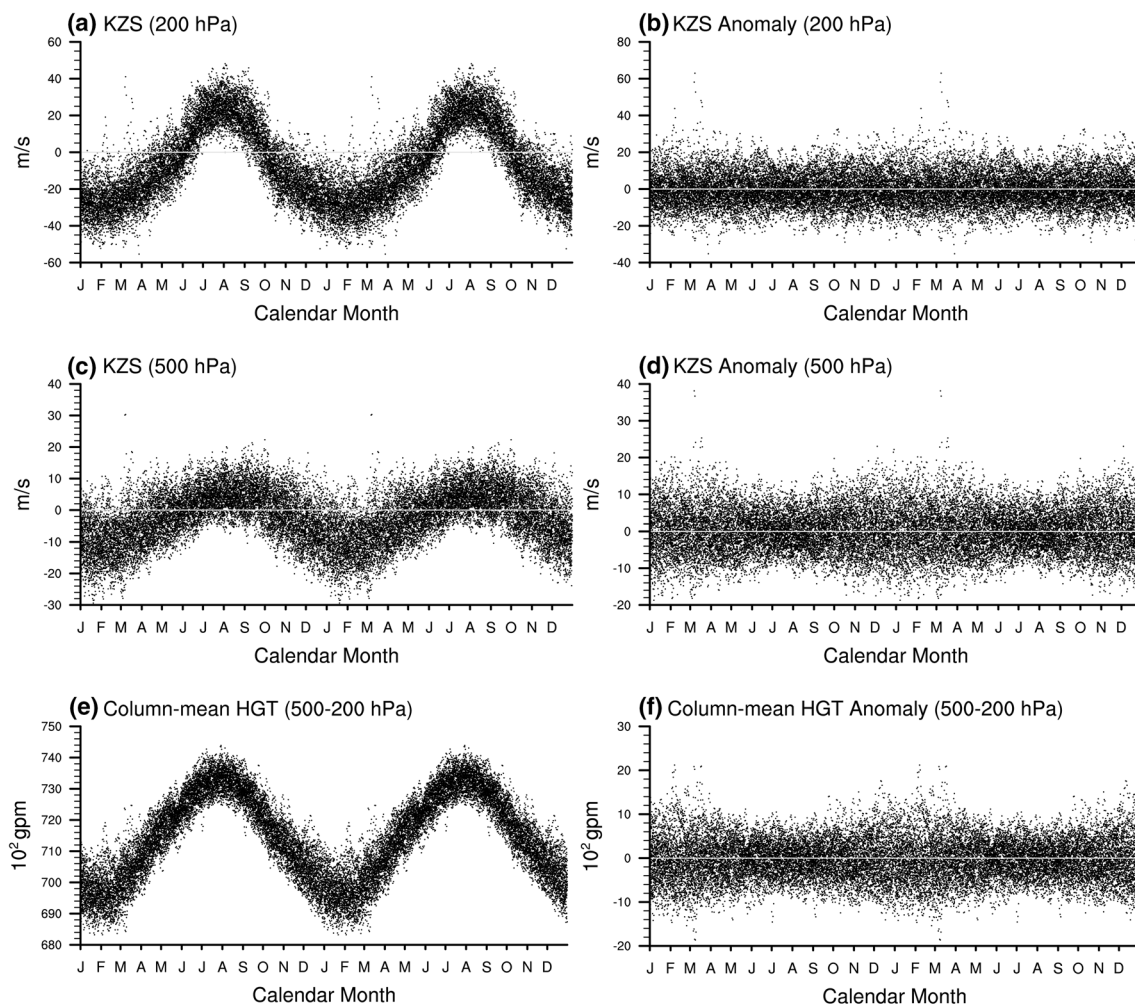 (a) KZS (200 hPa)
60
40
20
0
-20
-40
-60
m/s
J F M A M J J A S O N D J F M A M J J A S O N D
Calendar Month
(b) KZS Anomaly (200 hPa)
80
60
40
20
0
-20
-40
m/s
J F M A M J J A S O N D J F M A M J J A S O N D
Calendar Month
(c) KZS (500 hPa)
40
30
20
10
0
-10
-20
-30
m/s
J F M A M J J A S O N D J F M A M J J A S O N D
Calendar Month
(d) KZS Anomaly (500 hPa)
40
30
20
10
0
-10
-20
m/s
J F M A M J J A S O N D J F M A M J J A S O N D
Calendar Month
(e) Column-mean HGT (500-200 hPa)
750
740
730
720
710
700
690
680
10² gpm
J F M A M J J A S O N D J F M A M J J A S O N D
Calendar Month
(f) Column-mean HGT Anomaly (500-200 hPa)
30
20
10
0
-10
-20
10² gpm
J F M A M J J A S O N D J F M A M J J A S O N D
Calendar Month